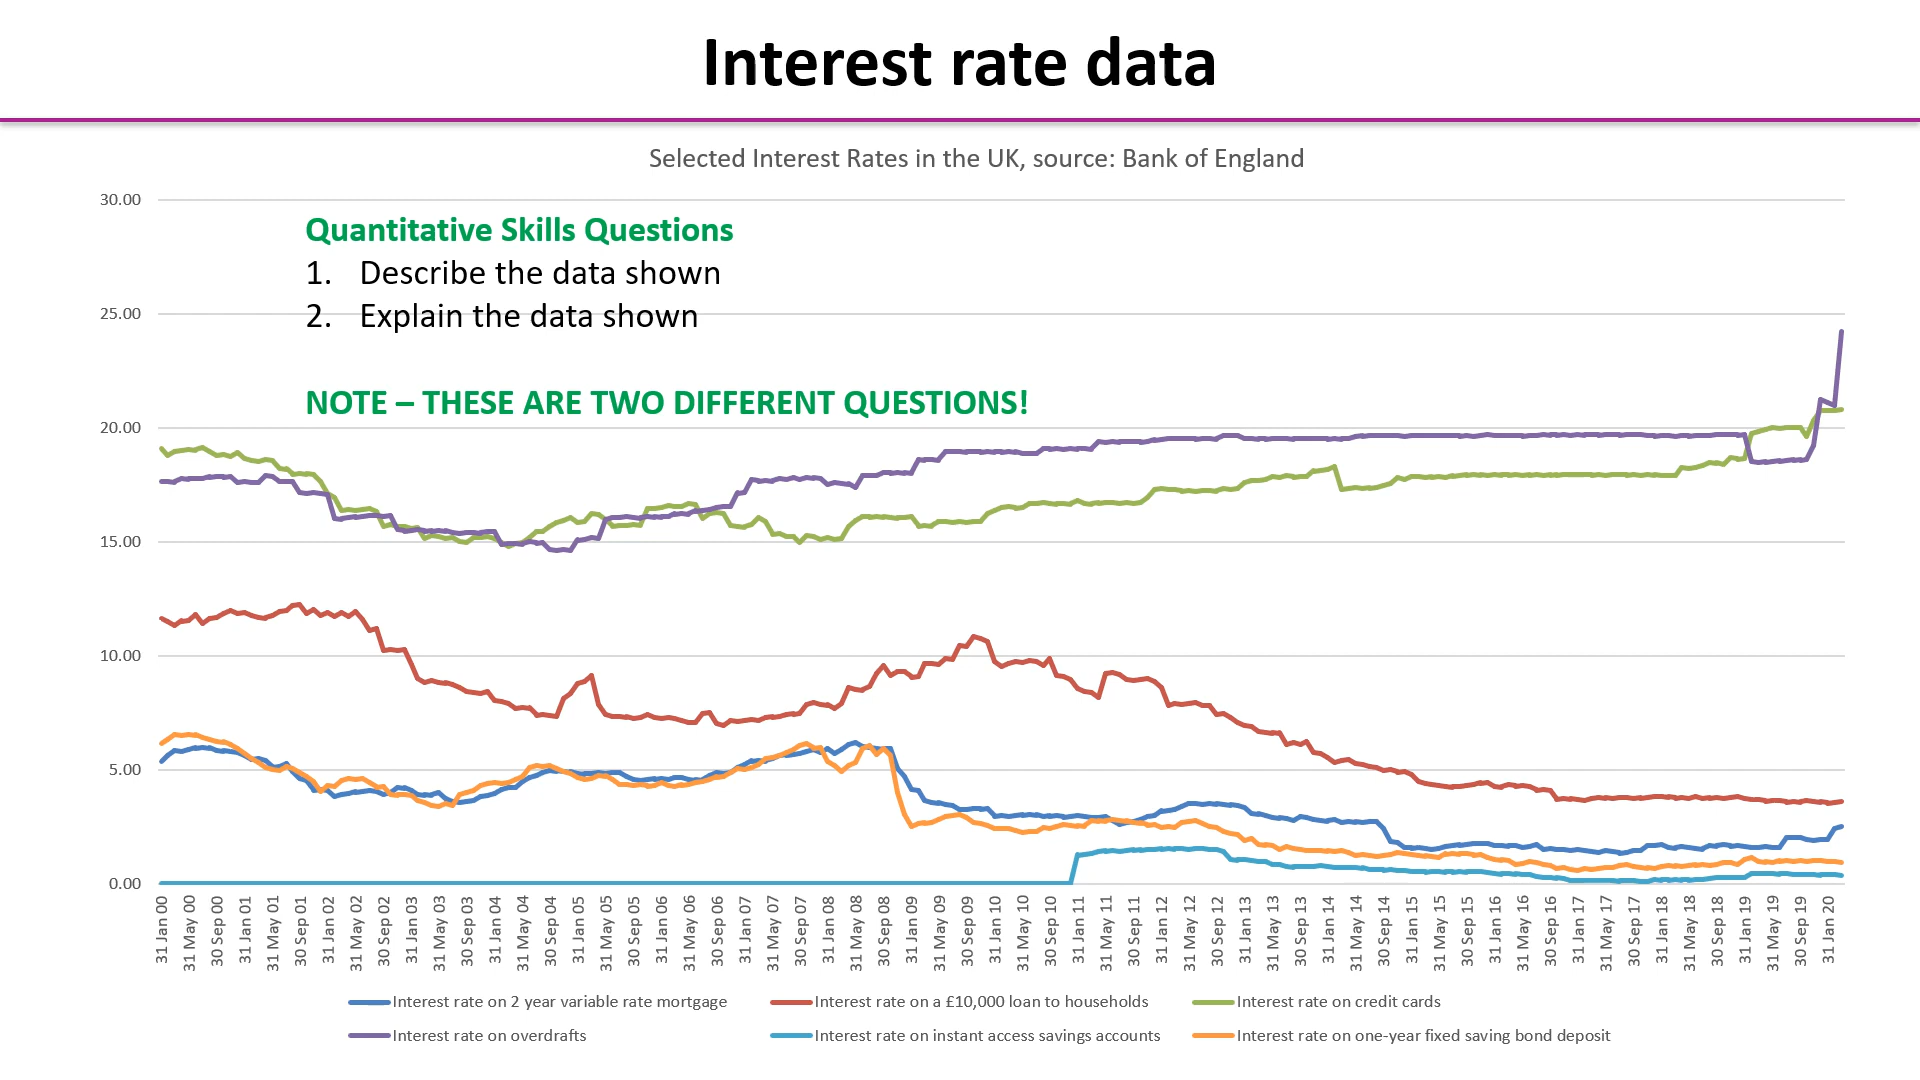 Interest rate data
Selected Interest Rates in the UK, source: Bank of England
30.00
25.00
20.00
15.00
10.00
5.00
0.00
Quantitative Skills Questions
1. Describe the data shown
2. Explain the data shown
NOTE – THESE ARE TWO DIFFERENT QUESTIONS!
31 Jan 00
31 May 00
30 Sep 00
31 Jan 01
31 May 01
30 Sep 01
31 Jan 02
31 May 02
30 Sep 02
31 Jan 03
31 May 03
30 Sep 03
31 Jan 04
31 May 04
30 Sep 04
31 Jan 05
31 May 05
30 Sep 05
31 Jan 06
31 May 06
30 Sep 06
31 Jan 07
31 May 07
30 Sep 07
31 Jan 08
31 May 08
30 Sep 08
31 Jan 09
31 May 09
30 Sep 09
31 Jan 10
31 May 10
30 Sep 10
31 Jan 11
31 May 11
30 Sep 11
31 Jan 12
31 May 12
30 Sep 12
31 Jan 13
31 May 13
30 Sep 13
31 Jan 14
31 May 14
30 Sep 14
31 Jan 15
31 May 15
30 Sep 15
31 Jan 16
31 May 16
30 Sep 16
31 Jan 17
31 May 17
30 Sep 17
31 Jan 18
31 May 18
30 Sep 18
31 Jan 19
31 May 19
30 Sep 19
31 Jan 20
Interest rate on 2 year variable rate mortgage
Interest rate on a £10,000 loan to households
Interest rate on credit cards
Interest rate on overdrafts
Interest rate on instant access savings accounts
Interest rate on one-year fixed saving bond deposit